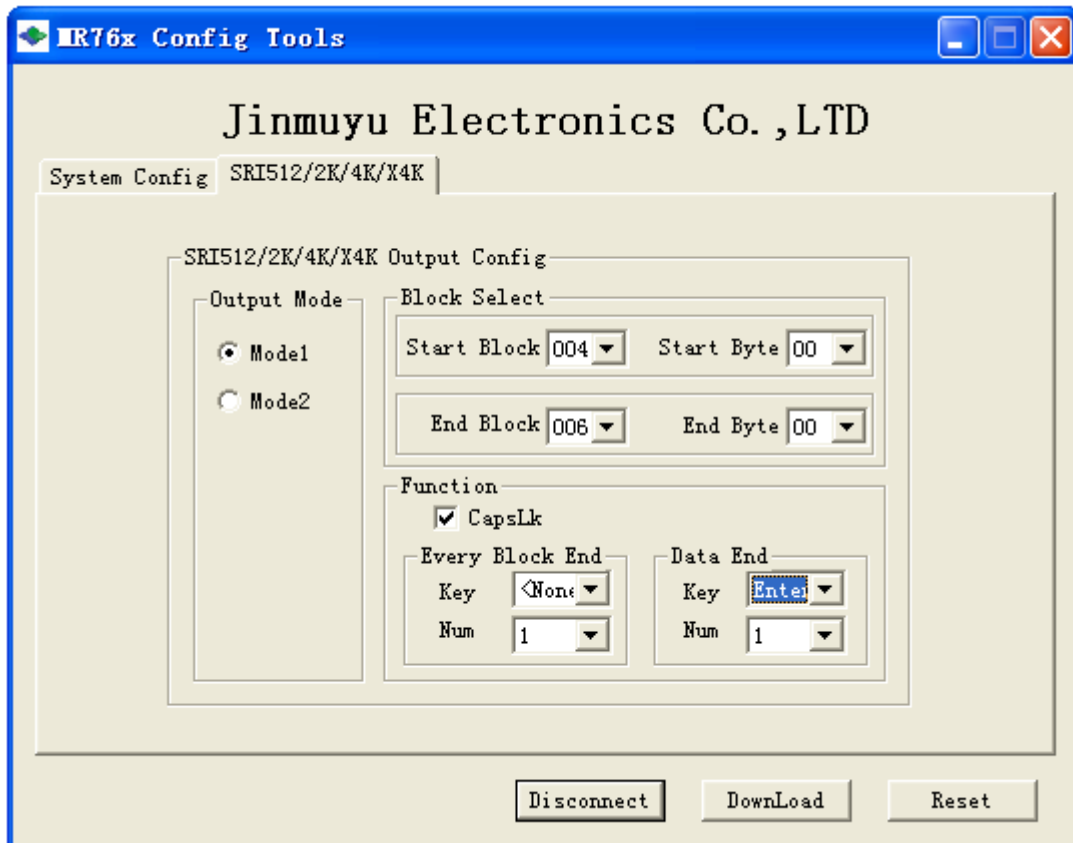 MR76x Config Tools
Jinmuyu Electronics Co.,LTD
System Config SRI512/2K/4K/X4K
SRI512/2K/4K/X4K Output Config
Output Mode
Mode1
Mode2
Block Select
Start Block 004 Start Byte 00
End Block 006 End Byte 00
Function
CapsLk
Every Block End
Key <None
Num 1
Data End
Key Enter
Num 1
Disconnect DownLoad Reset